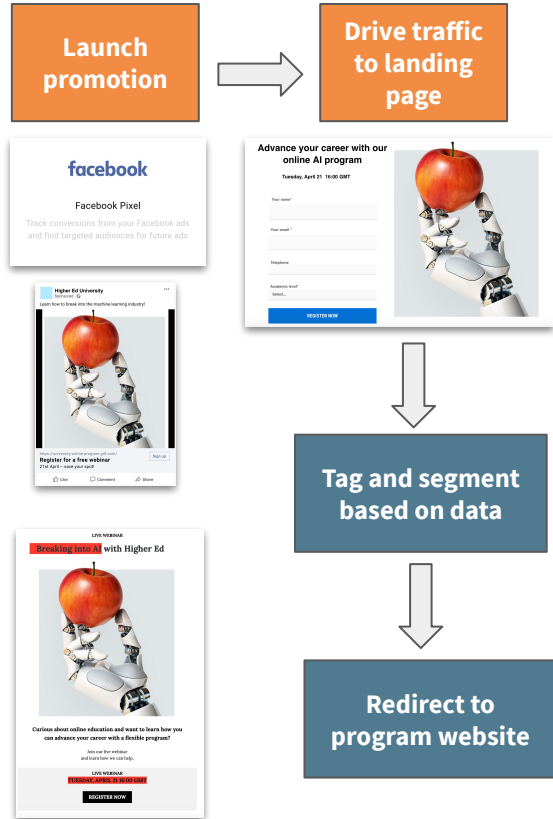 Launch
promotion
Drive traffic
to landing
page
facebook
Facebook Pixel
Track conversions from your Facebook ads
and find targeted audiences for future ads
Advance your career with our
online AI program
Tuesday, April 21 16:00 GMT
Your name*
Your email *
Telephone
Academic level*
Select...
REGISTER NOW
Higher Ed University
Sponsored
Learn how to break into the machine learning industry!
Register for a free webinar
21st April – save your spot!
Sign up
Like Comment Share
Tag and segment
based on data
LIVE WEBINAR
Breaking into AI with Higher Ed
Curious about online education and want to learn how you
can advance your career with a flexible program?
Join our live webinar
and learn how we can help.
LIVE WEBINAR
TUESDAY, APRIL 21 16:00 GMT
REGISTER NOW
Redirect to
program website